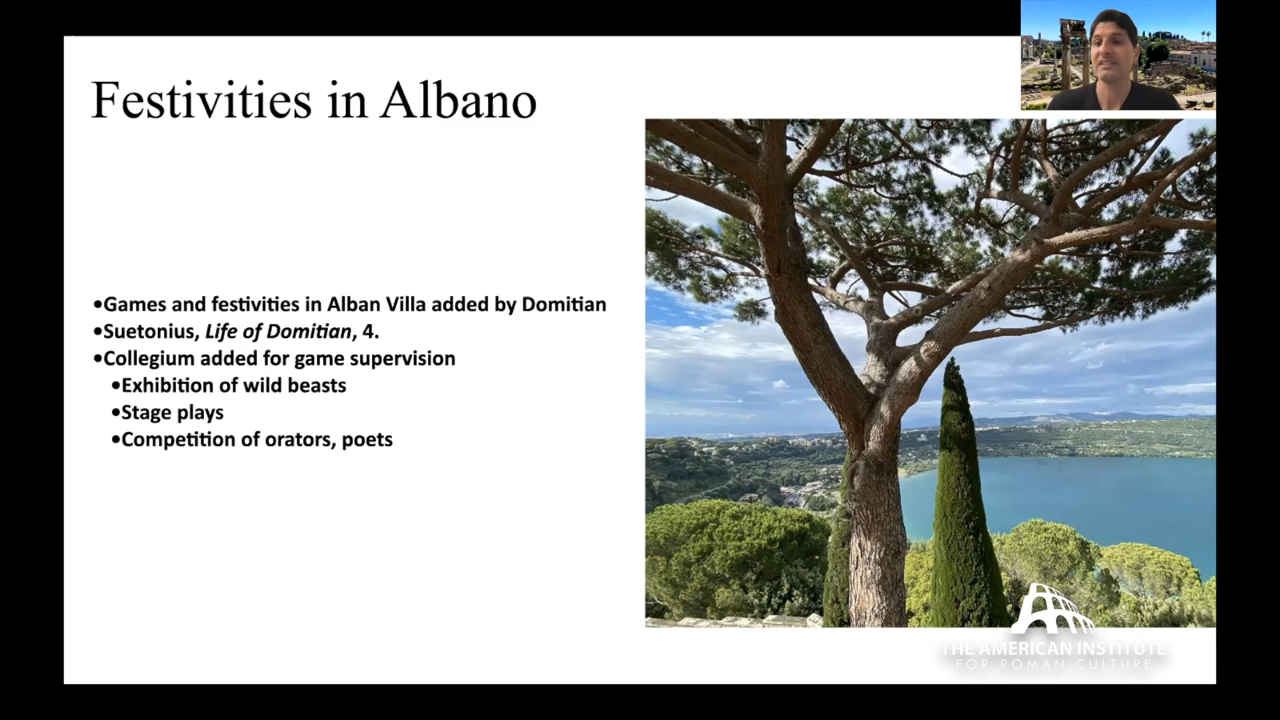 Festivities in Albano
•Games and festivities in Alban Villa added by Domitian
•Suetonius, Life of Domitian, 4.
•Collegium added for game supervision
•Exhibition of wild beasts
•Stage plays
•Competition of orators, poets
THE AMERICAN INSTITUTE
FOR ROMAN CULTURE